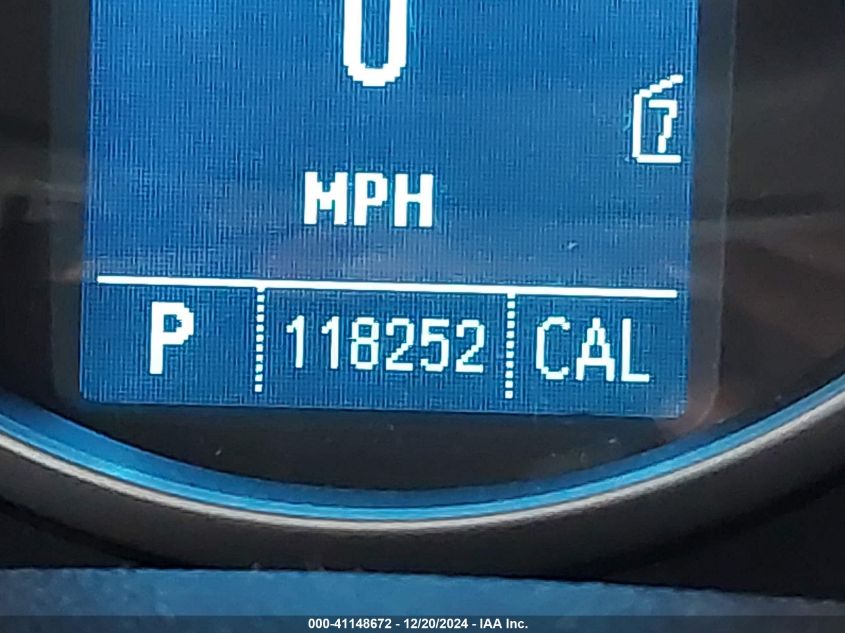 0
7
MPH
P 118252 CAL
000-41148672 - 12/20/2024 - IAA Inc.